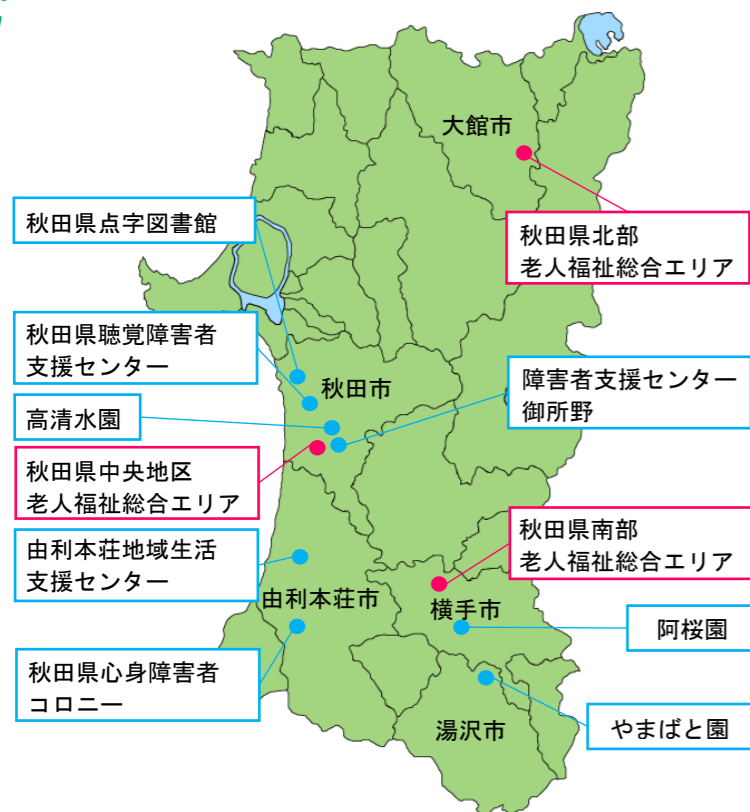 大館市
秋田県点字図書館
秋田県北部
老人福祉総合エリア
秋田県聴覚障害者
支援センター
秋田市
障害者支援センター
御所野
高清水園
秋田県中央地区
老人福祉総合エリア
秋田県南部
老人福祉総合エリア
由利本荘地域生活
支援センター
由利本荘市
横手市
阿桜園
秋田県心身障害者
コロニー
湯沢市
やまばと園